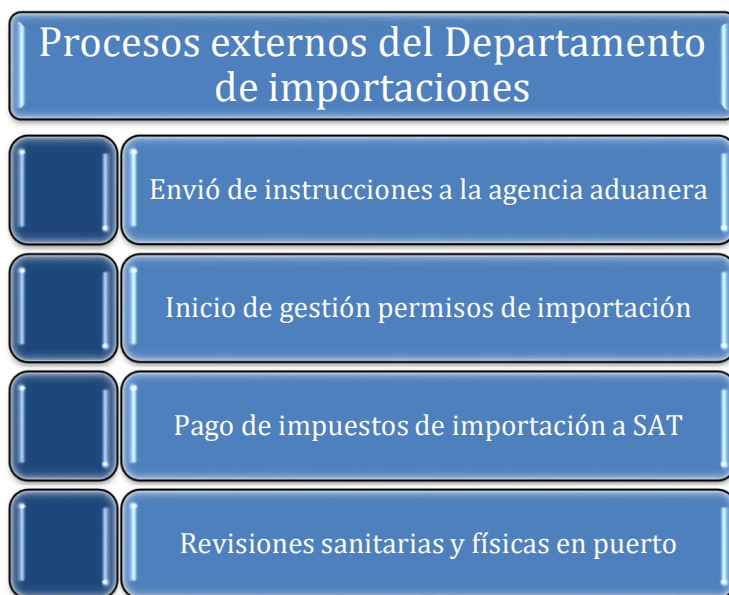 Procesos externos del Departamento
de importaciones
Envió de instrucciones a la agencia aduanera
Inicio de gestión permisos de importación
Pago de impuestos de importación a SAT
Revisiones sanitarias y físicas en puerto